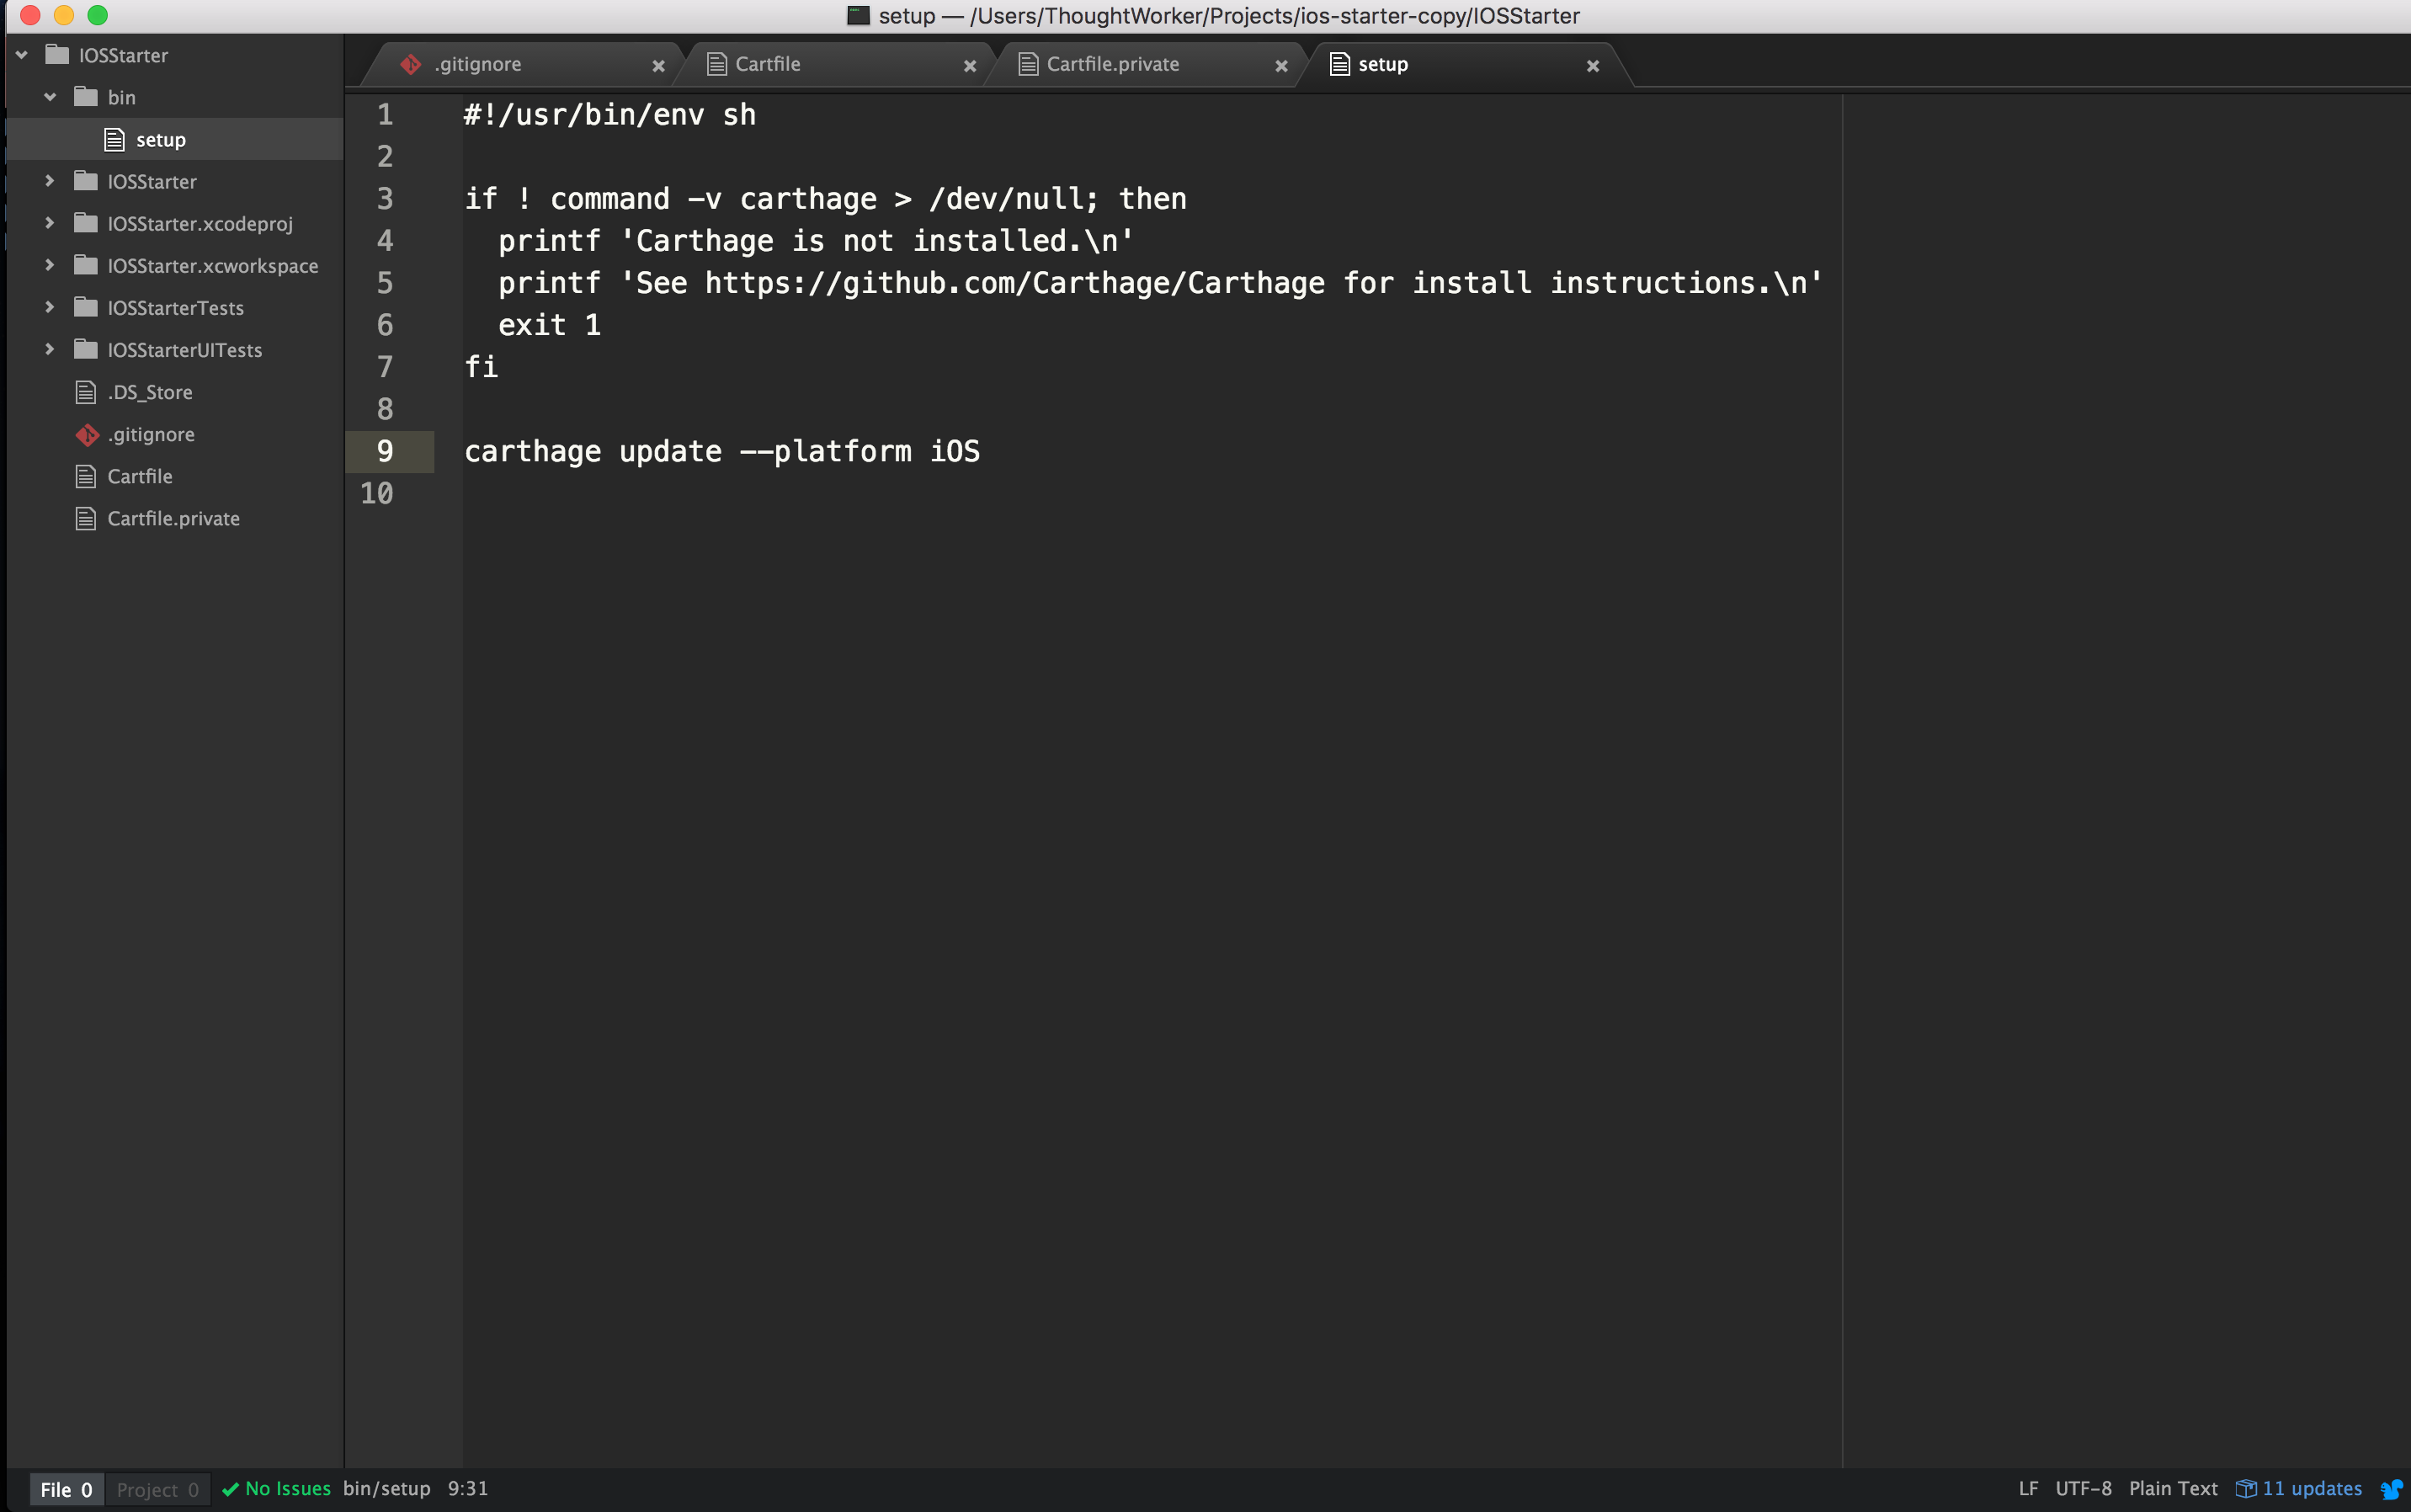 setup — /Users/ThoughtWorker/Projects/ios-starter-copy/IOSStarter
IOSStarter
bin
setup
IOSStarter
IOSStarter.xcodeproj
IOSStarter.xcworkspace
IOSStarterTests
IOSStarterUITests
.DS_Store
.gitignore
Cartfile
Cartfile.private
.gitignore
Cartfile
Cartfile.private
setup
1 #!/usr/bin/env sh
2
3 if ! command -v carthage > /dev/null; then
4 printf 'Carthage is not installed.\n'
5 printf 'See https://github.com/Carthage/Carthage for install instructions.\n'
6 exit 1
7 fi
8
9 carthage update --platform iOS
10
File 0 Project 0 No Issues bin/setup 9:31 LF UTF-8 Plain Text 11 updates